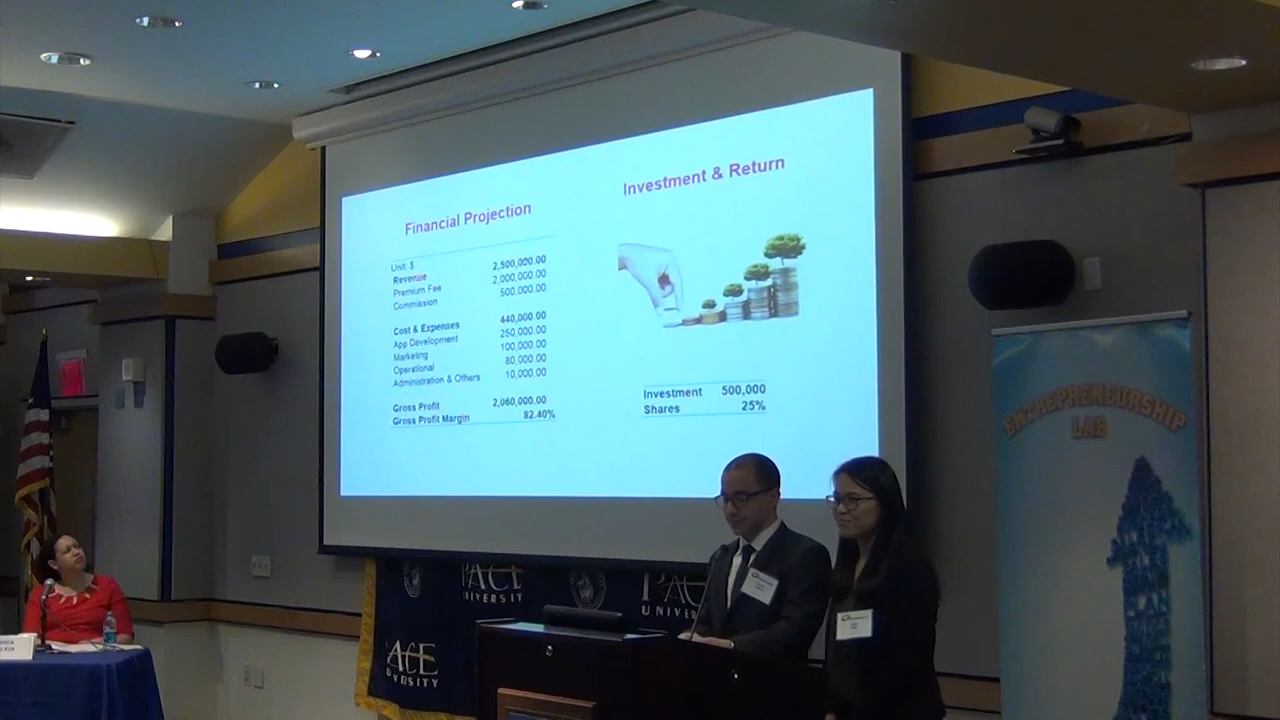 Financial Projection
Unit: $
Revenue 2,500,000.00
Premium Fee 2,000,000.00
Commission 500,000.00
Cost & Expenses 440,000.00
App Development 250,000.00
Marketing 100,000.00
Operational 80,000.00
Administration & Others 10,000.00
Gross Profit 2,060,000.00
Gross Profit Margin 82.40%
Investment & Return
Investment 500,000
Shares 25%
ENTREPRENEURSHIP
LAB
PLAN
PACE
UNIVERSITY
PACE
UNIVERSITY